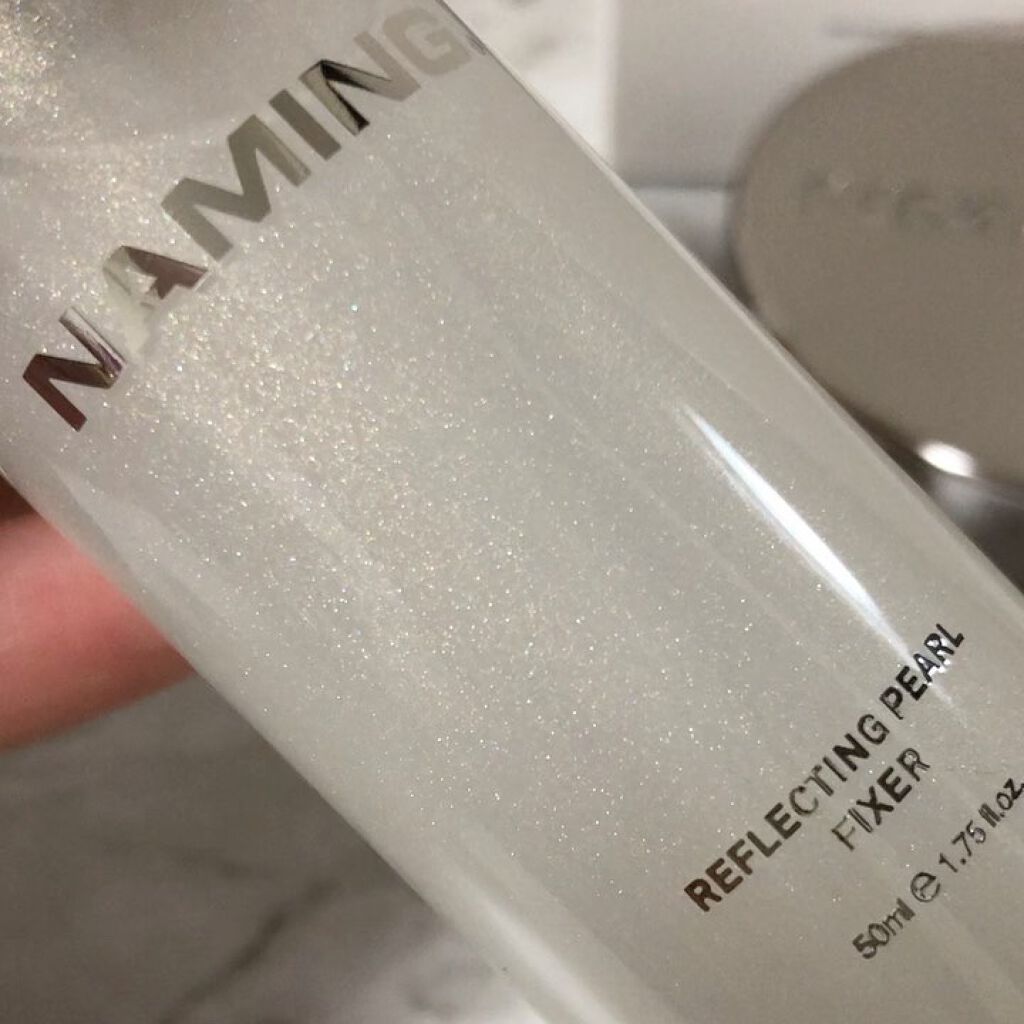 NAMING.
REFLECTING PEARL
FIXER
50ml ℮ 1.75 fl.oz.